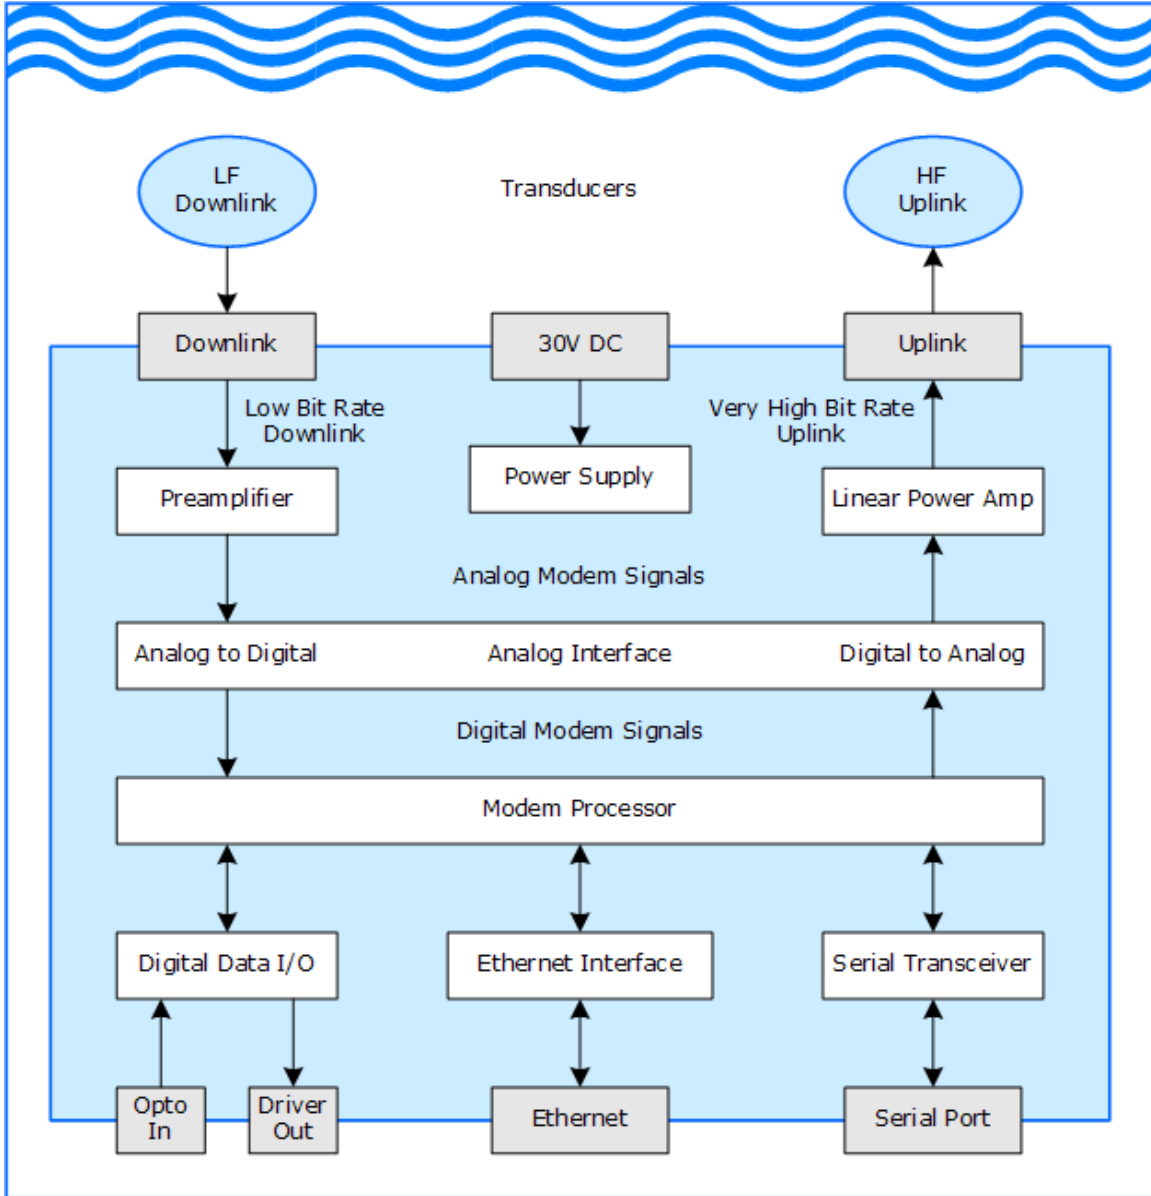 LF
Downlink
Transducers
HF
Uplink
Downlink
30V DC
Uplink
Low Bit Rate
Downlink
Very High Bit Rate
Uplink
Preamplifier
Power Supply
Linear Power Amp
Analog Modem Signals
Analog to Digital
Analog Interface
Digital to Analog
Digital Modem Signals
Modem Processor
Digital Data I/O
Ethernet Interface
Serial Transceiver
Opto
In
Driver
Out
Ethernet
Serial Port